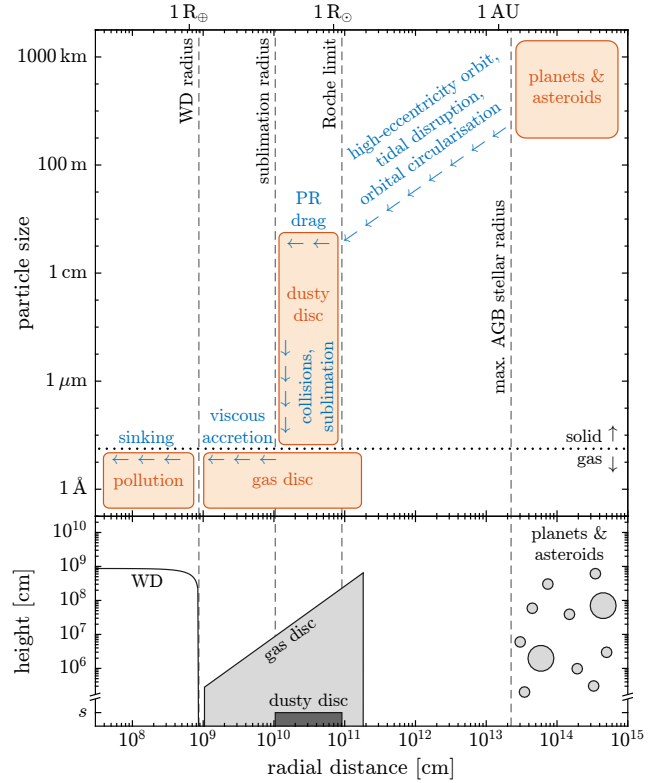 1 R⊕
1 R⊙
1 AU
1000 km
100 m
1 cm
1 μm
1 Å
particle size
WD radius
sublimation radius
Roche limit
max. AGB stellar radius
high-eccentricity orbit,
tidal disruption,
orbital circularisation
planets &
asteroids
PR
drag
dusty
disc
collisions,
sublimation
sinking
viscous
accretion
solid ↑
gas ↓
pollution
gas disc
10¹⁰
10⁹
10⁸
10⁷
10⁶
s
height [cm]
WD
gas disc
dusty disc
planets &
asteroids
10⁸
10⁹
10¹⁰
10¹¹
10¹²
10¹³
10¹⁴
10¹⁵
radial distance [cm]